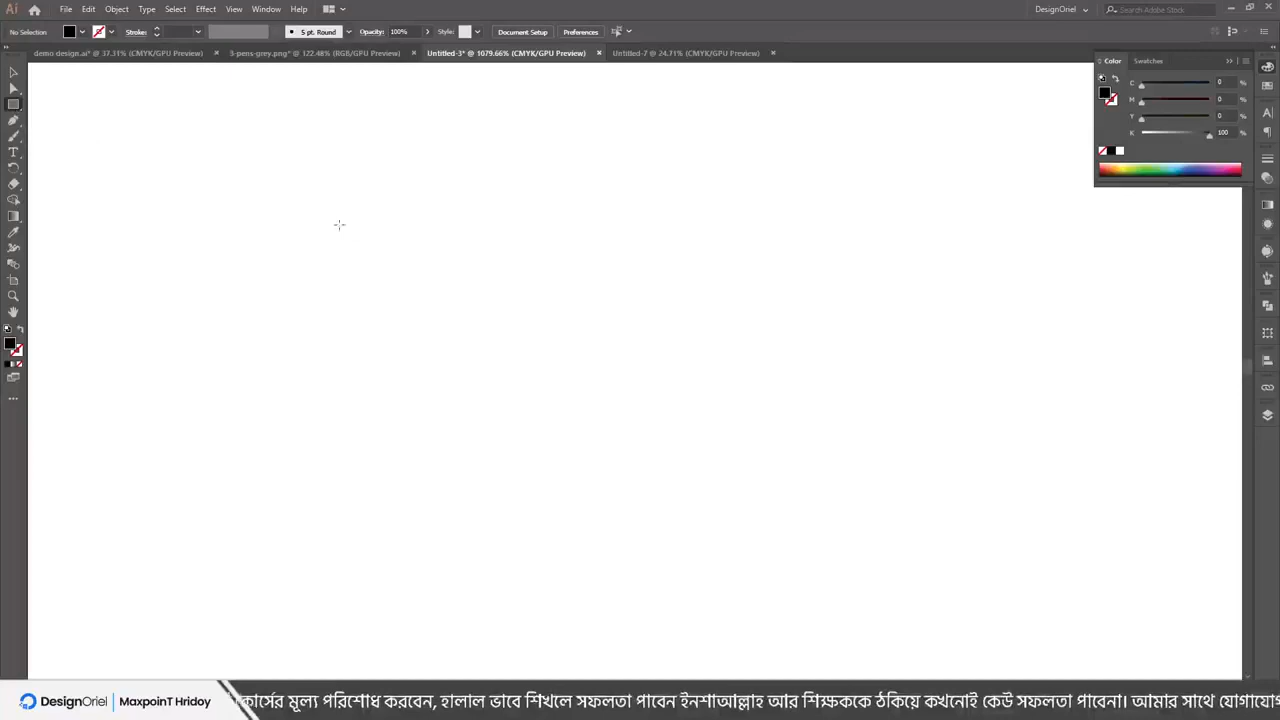 Ai File Edit Object Type Select Effect View Window Help DesignOriel Search Adobe Stock
No Selection Stroke: 5 pt. Round Opacity: 100% Style: Document Setup Preferences
demo design.ai* @ 37.31% (CMYK/GPU Preview) × 3-pens-grey.png* @ 122.48% (RGB/GPU Preview) × Untitled-3* @ 1079.66% (CMYK/GPU Preview) × Untitled-7 @ 24.71% (CMYK/GPU Preview) ×
Color Swatches
C 0 %
M 0 %
Y 0 %
K 100 %
DesignOriel | MaxpoinT Hridoy কোর্সের মূল্য পরিশোধ করবেন, হালাল ভাবে শিখলে সফলতা পাবেন ইনশাআল্লাহ আর শিক্ষককে ঠকিয়ে কখনোই কেউ সফলতা পাবেনা। আমার সাথে